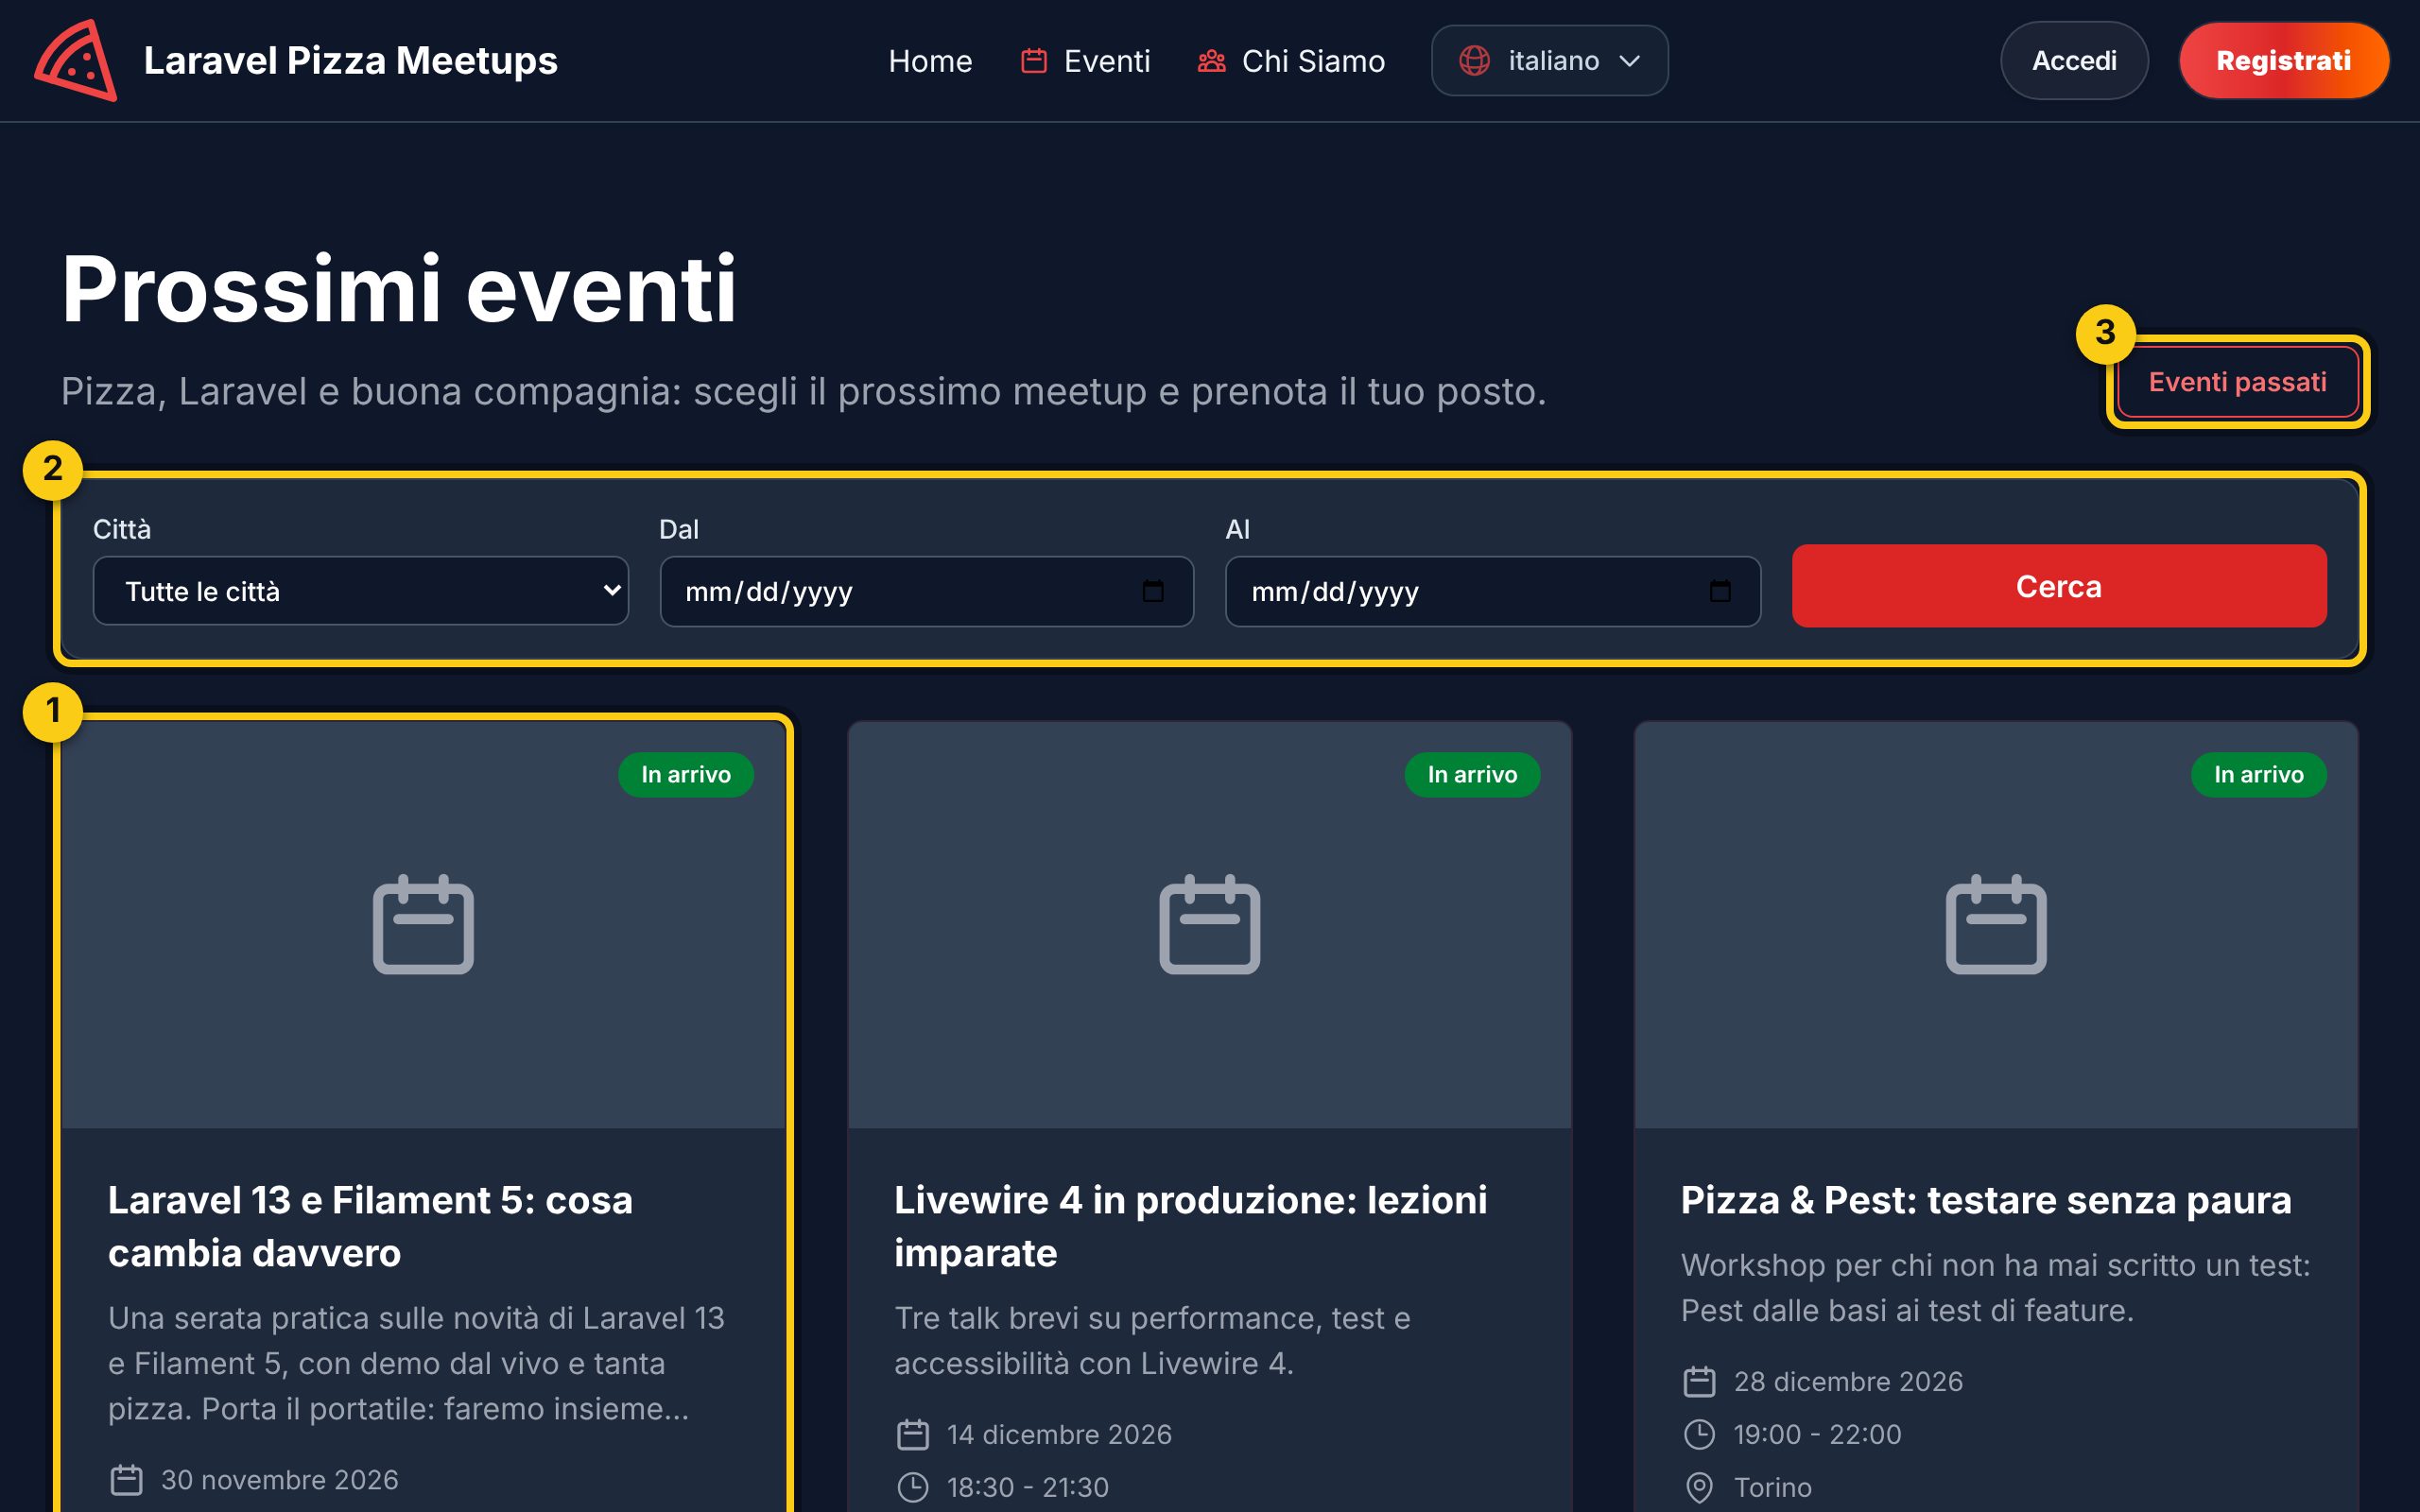 Laravel Pizza Meetups
Home
Eventi
Chi Siamo
italiano
Accedi
Registrati
Prossimi eventi
Pizza, Laravel e buona compagnia: scegli il prossimo meetup e prenota il tuo posto.
3
Eventi passati
2
Città
Dal
Al
Tutte le città
mm/dd/yyyy
mm/dd/yyyy
Cerca
1
In arrivo
Laravel 13 e Filament 5: cosa
cambia davvero
Una serata pratica sulle novità di Laravel 13
e Filament 5, con demo dal vivo e tanta
pizza. Porta il portatile: faremo insieme...
30 novembre 2026
In arrivo
Livewire 4 in produzione: lezioni
imparate
Tre talk brevi su performance, test e
accessibilità con Livewire 4.
14 dicembre 2026
18:30 - 21:30
In arrivo
Pizza & Pest: testare senza paura
Workshop per chi non ha mai scritto un test:
Pest dalle basi ai test di feature.
28 dicembre 2026
19:00 - 22:00
Torino